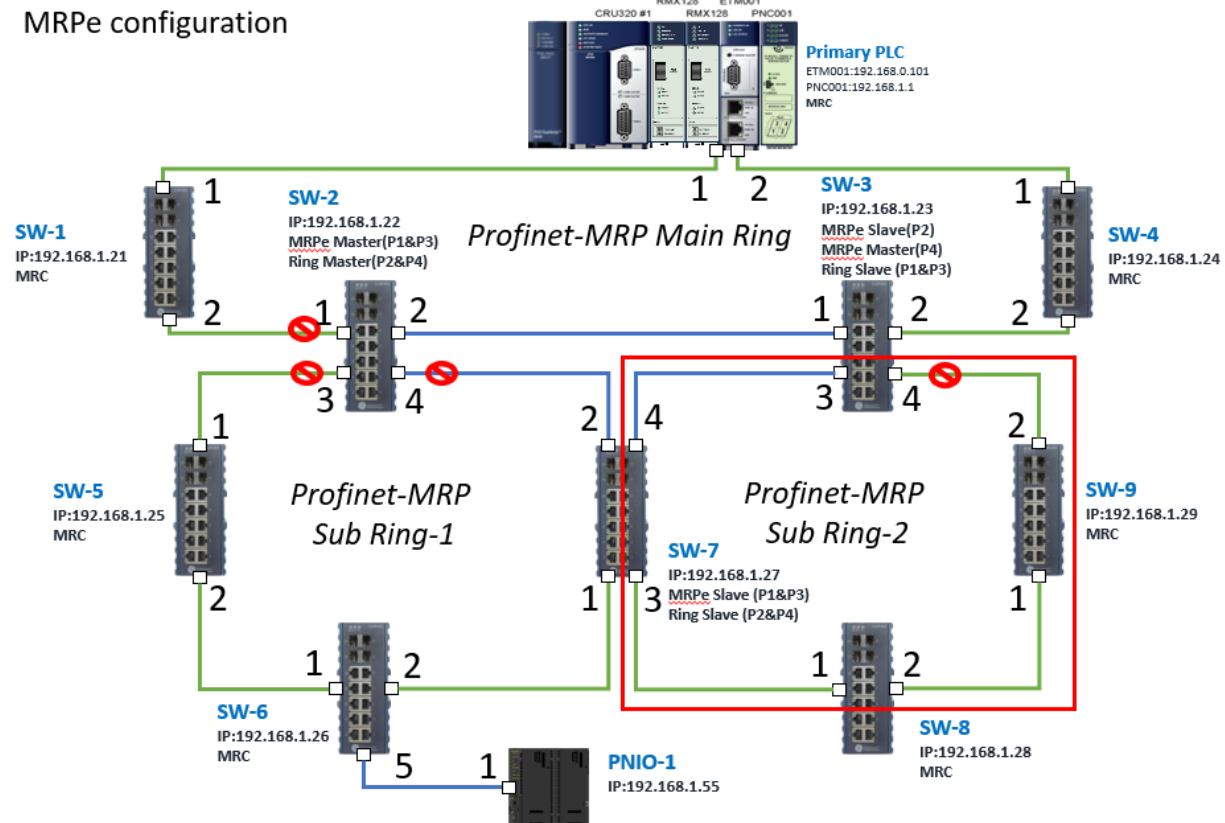 MRPe configuration
RMX128 ETM001
CRU320 #1 RMX128 PNC001
Primary PLC
ETM001:192.168.0.101
PNC001:192.168.1.1
MRC
1 2
Profinet-MRP Main Ring
SW-1
IP:192.168.1.21
MRC
1
2
SW-2
IP:192.168.1.22
MRPe Master(P1&P3)
Ring Master(P2&P4)
1 2
3 4
SW-3
IP:192.168.1.23
MRPe Slave(P2)
MRPe Master(P4)
Ring Slave (P1&P3)
1 2
3 4
SW-4
IP:192.168.1.24
MRC
1
2
SW-5
IP:192.168.1.25
MRC
1
2
Profinet-MRP
Sub Ring-1
2 4
1 3
SW-7
IP:192.168.1.27
MRPe Slave (P1&P3)
Ring Slave (P2&P4)
Profinet-MRP
Sub Ring-2
SW-9
IP:192.168.1.29
MRC
2
1
SW-6
IP:192.168.1.26
MRC
1 2
5
1
PNIO-1
IP:192.168.1.55
1 2
SW-8
IP:192.168.1.28
MRC